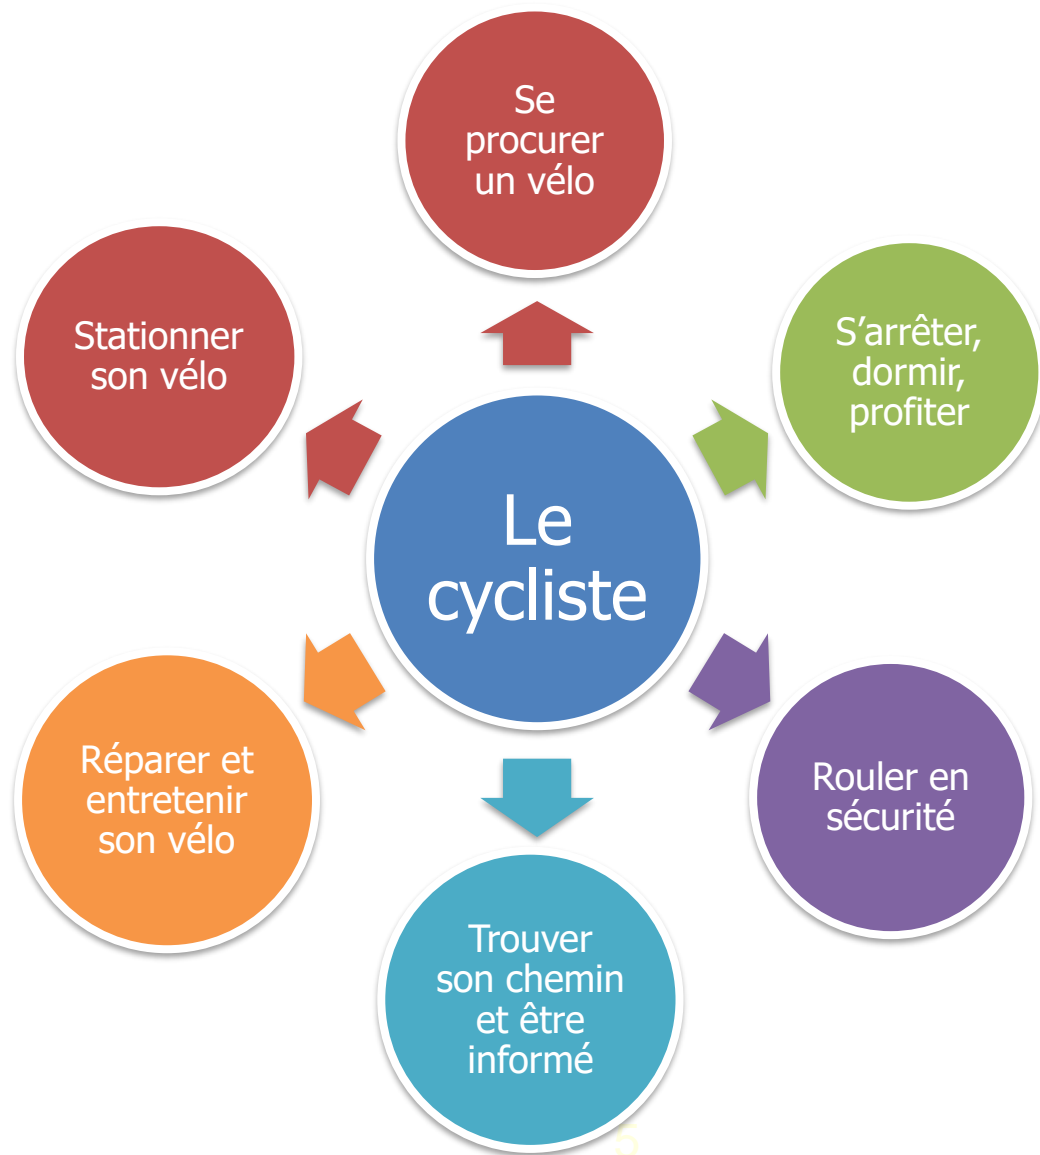 Se
procurer
un vélo
Stationner
son vélo
S’arrêter,
dormir,
profiter
Le
cycliste
Réparer et
entretenir
son vélo
Rouler en
sécurité
Trouver
son chemin
et être
informé
5